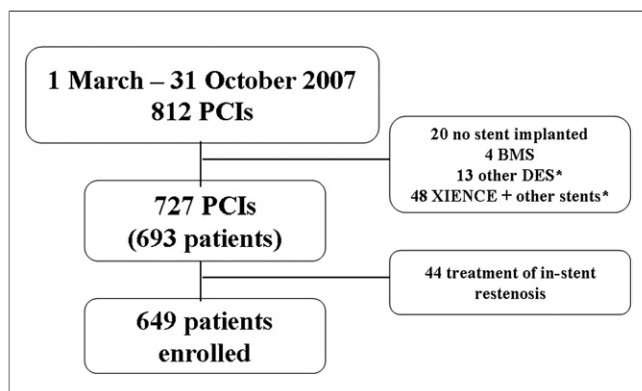 1 March – 31 October 2007
812 PCIs
20 no stent implanted
4 BMS
13 other DES*
48 XIENCE + other stents*
727 PCIs
(693 patients)
44 treatment of in-stent
restenosis
649 patients
enrolled